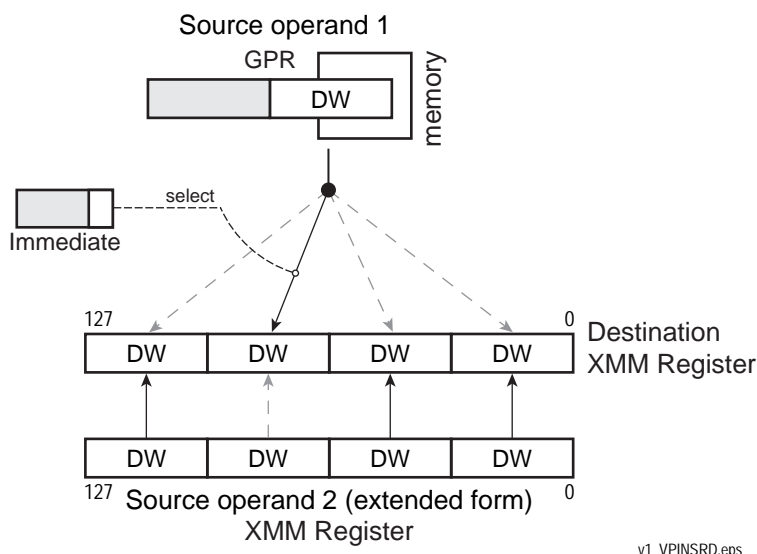 Source operand 1
GPR
DW
memory
select
Immediate
127 0
DW DW DW DW
Destination
XMM Register
DW DW DW DW
127 0
Source operand 2 (extended form)
XMM Register
v1_VPINSRD.eps